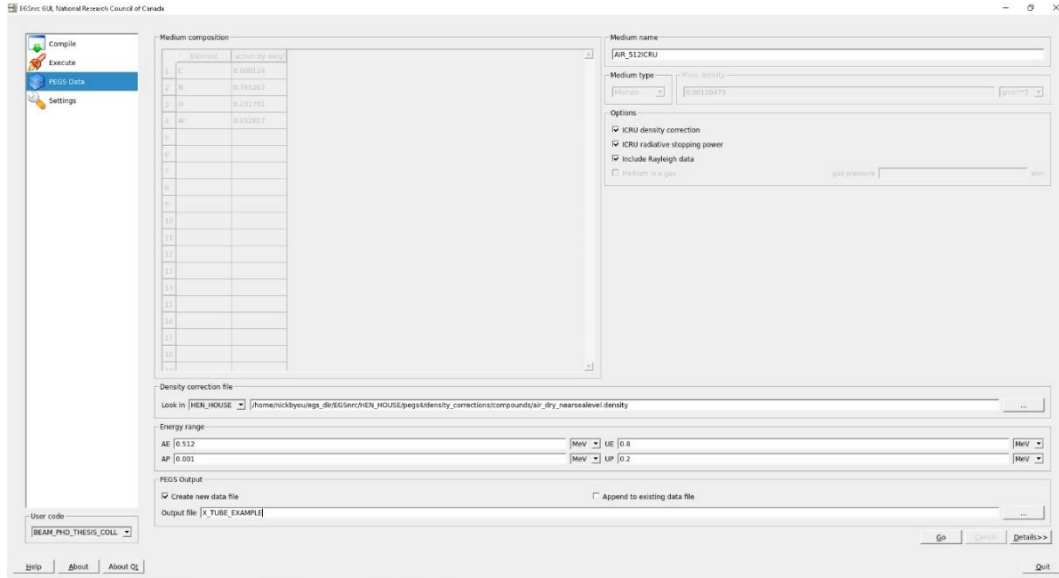 EGSnrc GUI, National Research Council of Canada
Compile
Execute
PEGS Data
Settings
Medium composition
Element
1 C 0.000124
2 N 0.755267
3 O 0.231781
4 Ar 0.012827
5
6
7
8
9
10
11
12
13
14
15
16
17
18
Medium name
AIR_512ICRU
Medium type
Mixture
Mass density
0.00120479
g/cm**3
Options
ICRU density correction
ICRU radiative stopping power
Include Rayleigh data
Medium is a gas
gas pressure
atm
Density correction file
Look in HEN_HOUSE /home/nickbyou/egs_dir/EGSnrc/HEN_HOUSE/pegs4/density_corrections/compounds/air_dry_nearsealevel.density ...
Energy range
AE 0.512 MeV UE 0.8 MeV
AP 0.001 MeV UP 0.2 MeV
PEGS Output
Create new data file
Append to existing data file
Output file X_TUBE_EXAMPLE ...
User code
BEAM_PHD_THESIS_COLL
Go Cancel Details>>
Help About About Qt Quit